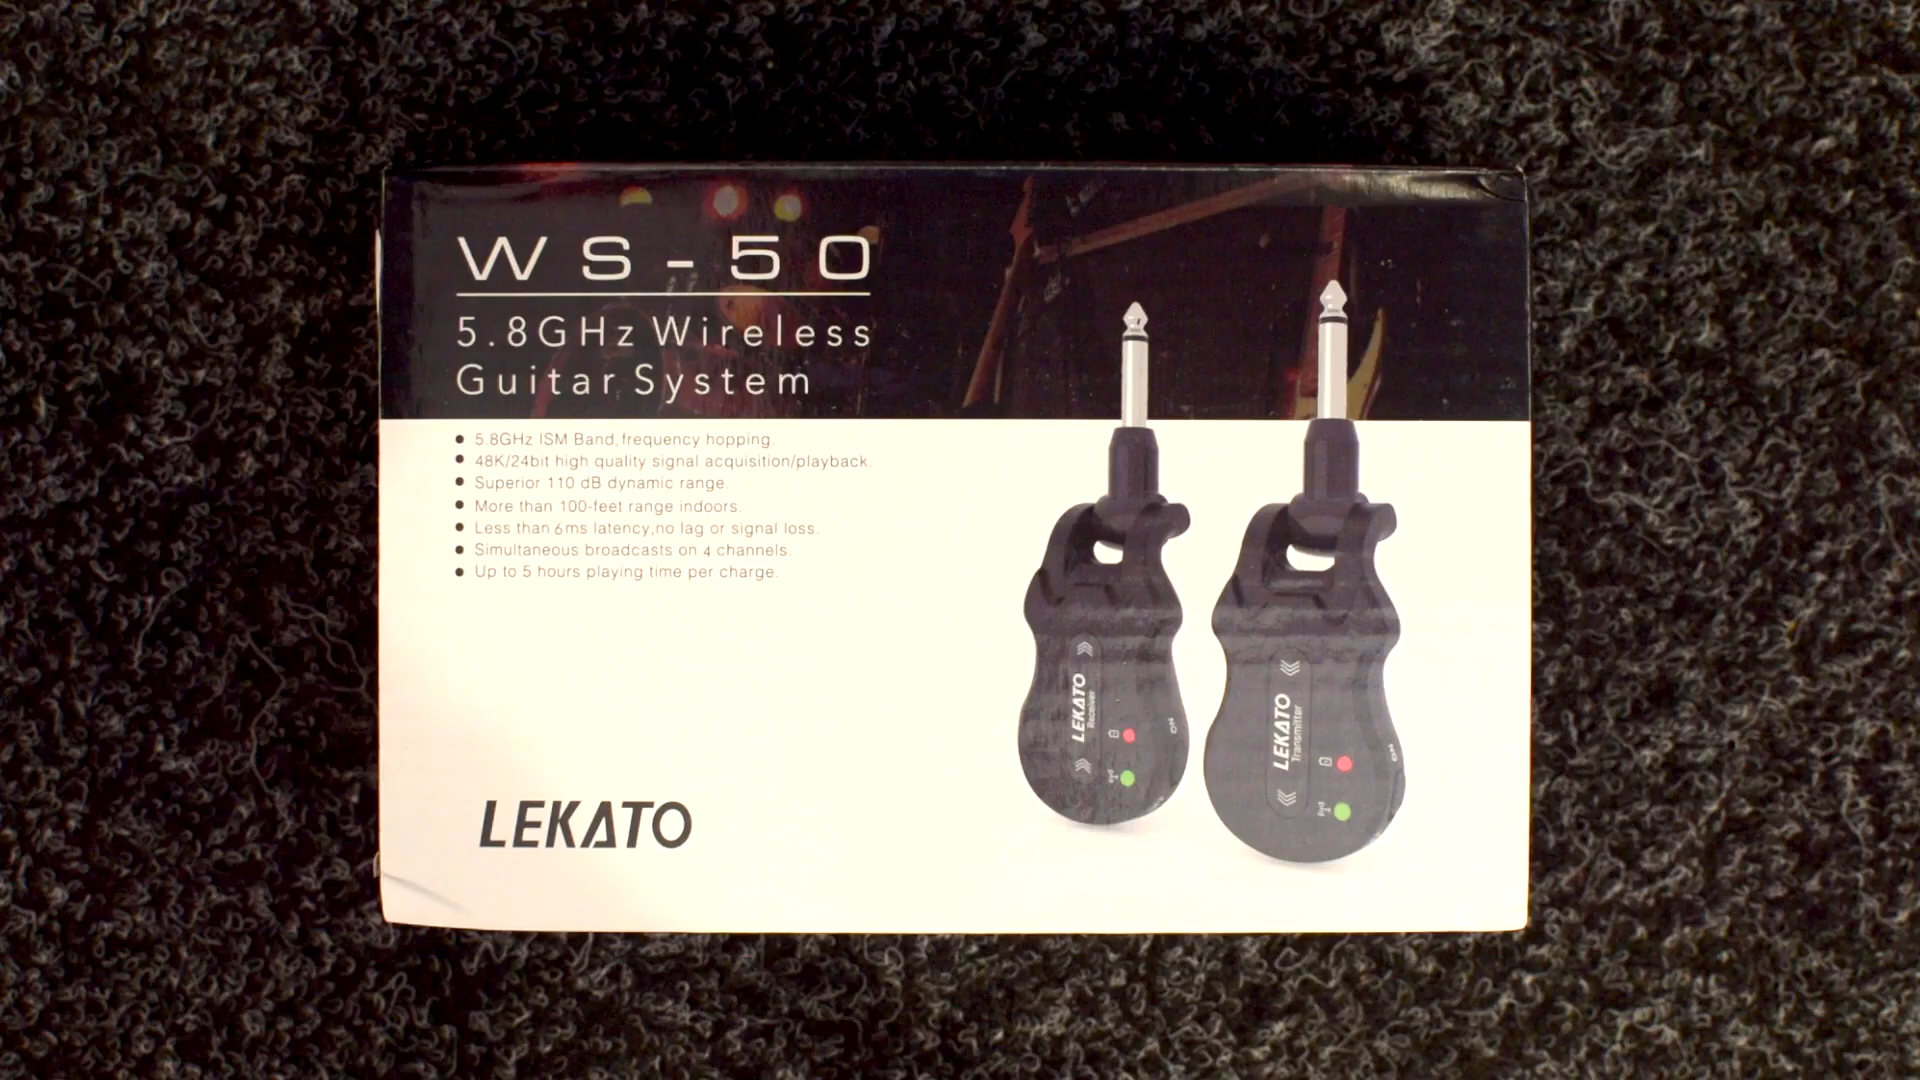 WS-50
5.8GHz Wireless
Guitar System
5.8GHz ISM Band,frequency hopping.
48K/24bit high quality signal acquisition/playback.
Superior 110 dB dynamic range.
More than 100-feet range indoors.
Less than 6ms latency,no lag or signal loss.
Simultaneous broadcasts on 4 channels.
Up to 5 hours playing time per charge.
LEKATO
LEKATO
Receiver
ON
LEKATO
Transmitter
ON